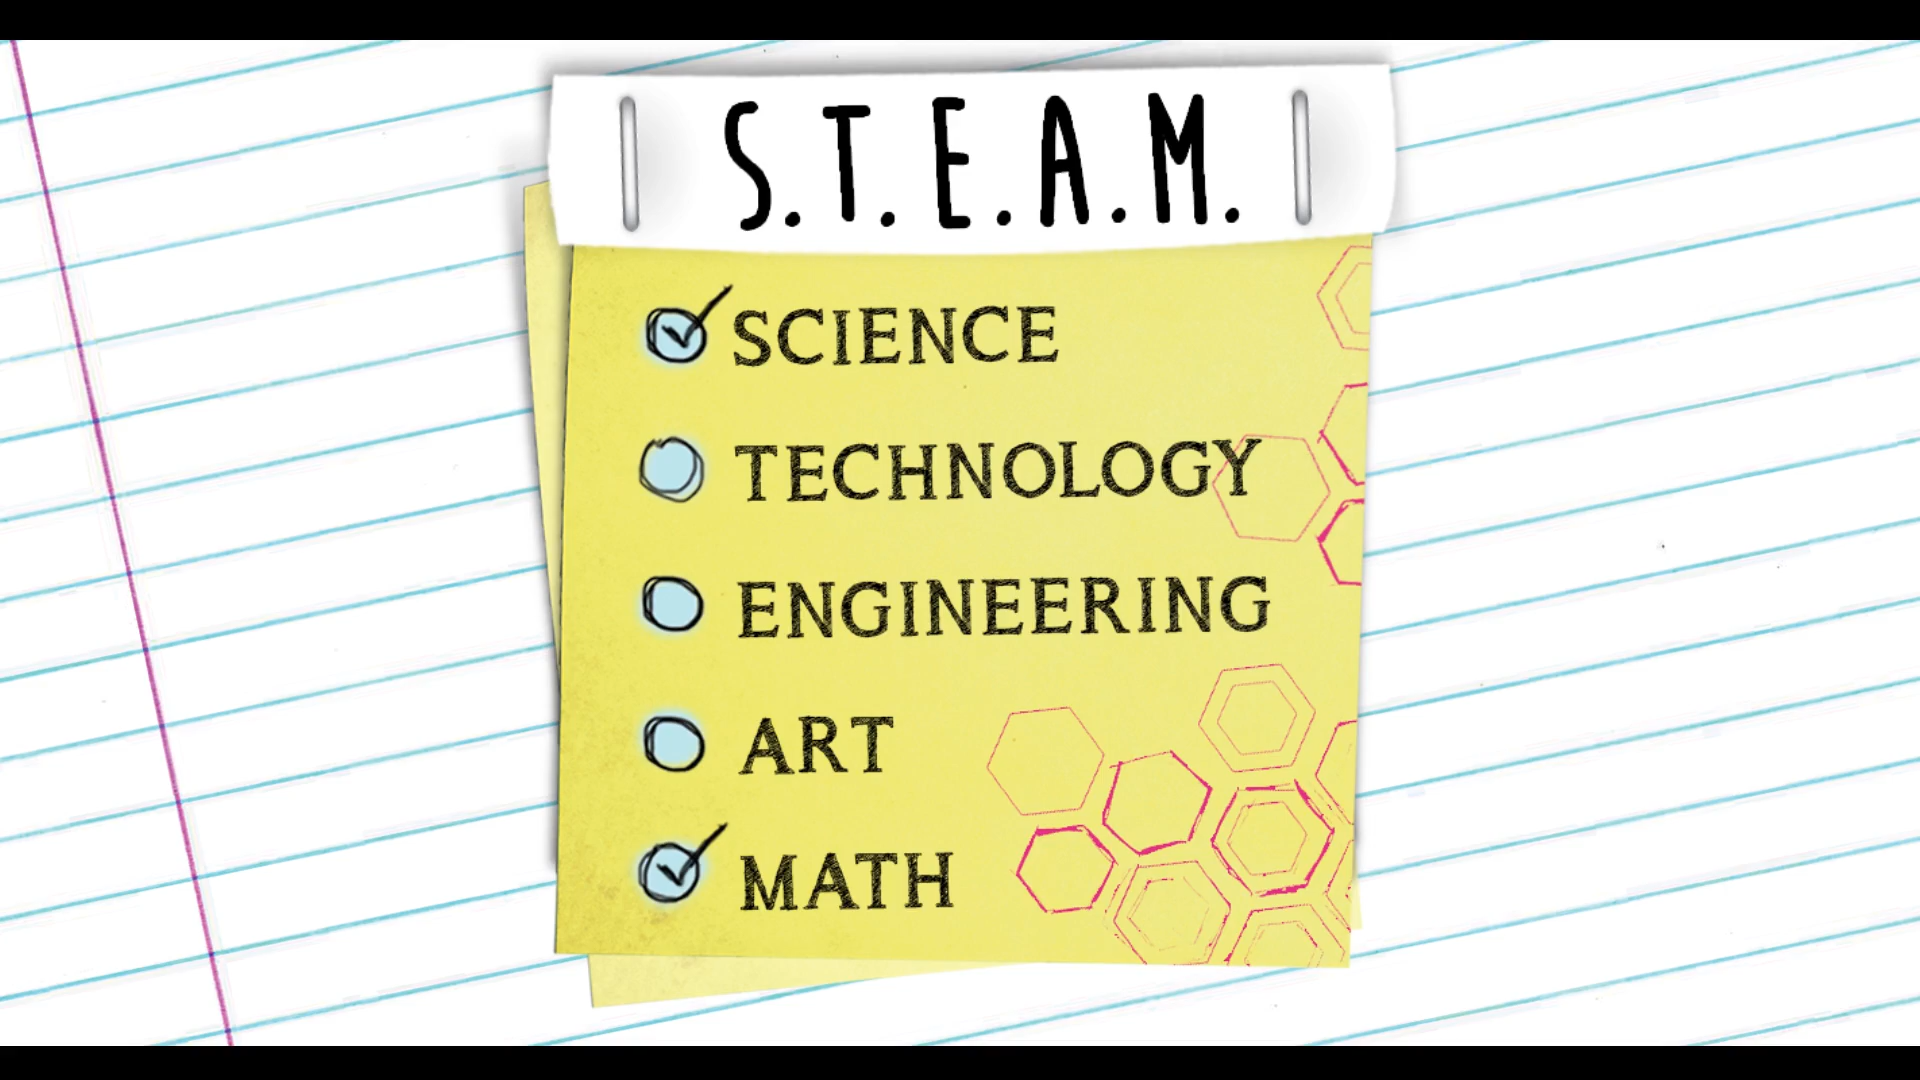 S.T.E.A.M.
SCIENCE
TECHNOLOGY
ENGINEERING
ART
MATH